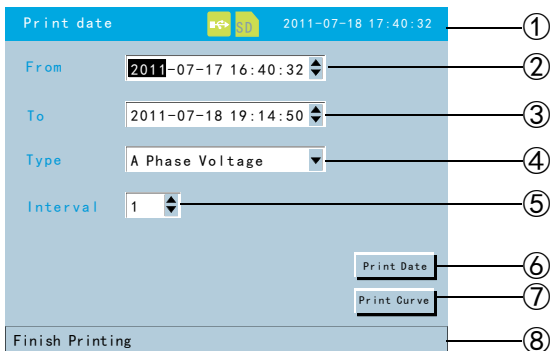 Print date SD 2011-07-18 17:40:32 ①
From 2011-07-17 16:40:32 ②
To 2011-07-18 19:14:50 ③
Type A Phase Voltage ④
Interval 1 ⑤
Print Date ⑥
Print Curve ⑦
Finish Printing ⑧